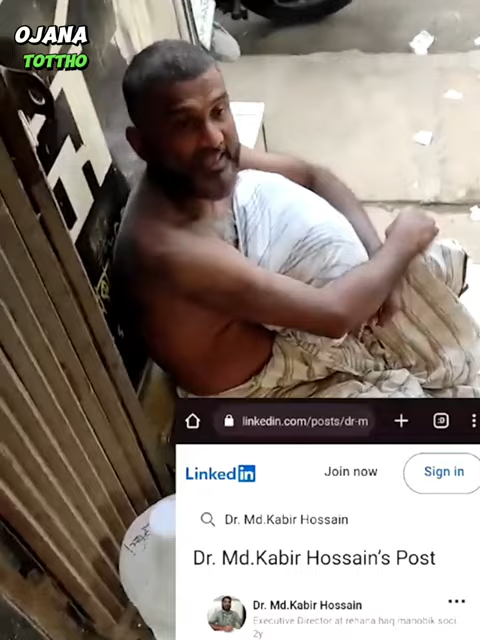 OJANA
TOTTHO
linkedin.com/posts/dr-m
LinkedIn
Join now
Sign in
Dr. Md.Kabir Hossain
Dr. Md.Kabir Hossain's Post
Dr. Md.Kabir Hossain
Executive Director at rehana haq manobik soci..
2y